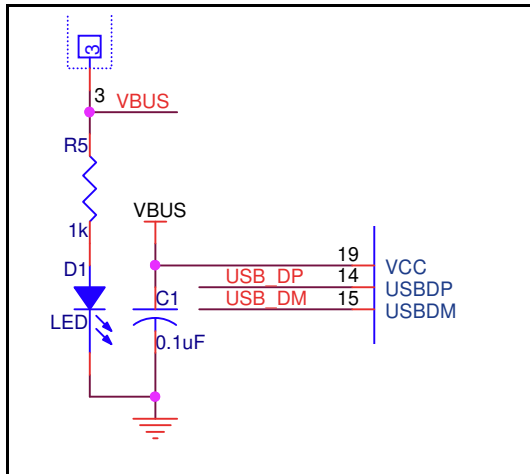 3
3
VBUS
R5
1k
VBUS
19
VCC
D1
USB_DP
14
USBDP
USB_DM
15
USBDM
C1
LED
0.1uF